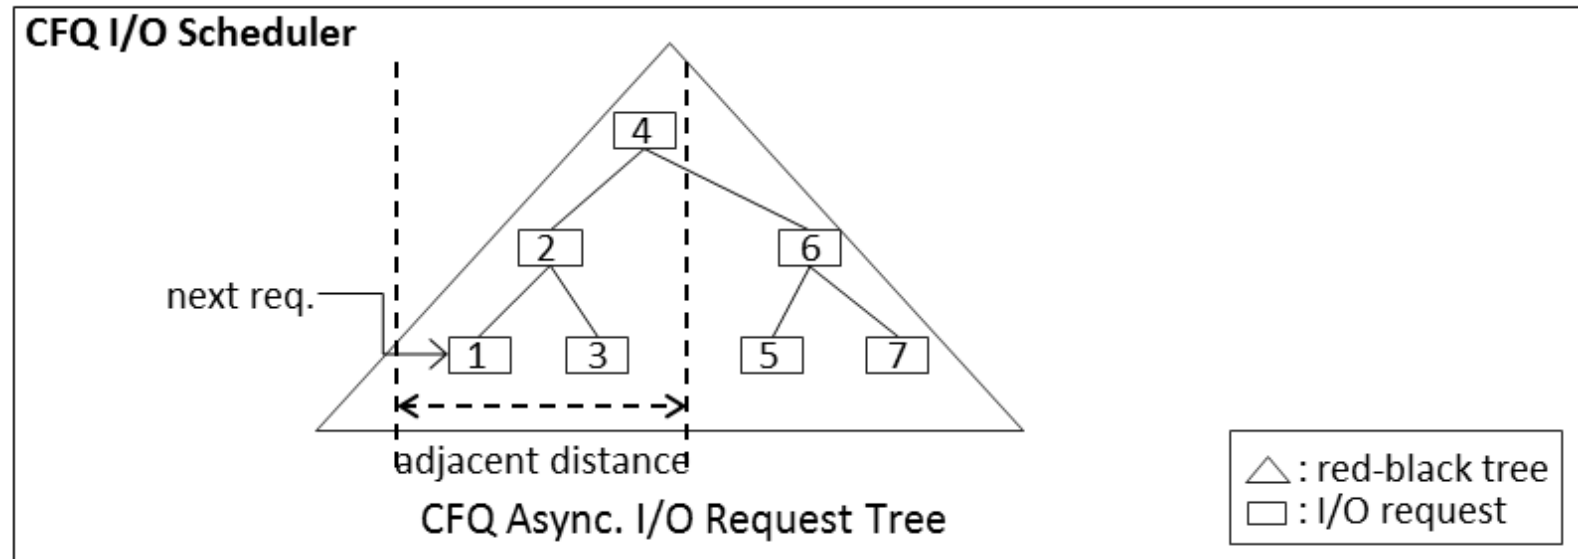 CFQ I/O Scheduler
4
2
6
next req.
1
3
5
7
adjacent distance
CFQ Async. I/O Request Tree
: red-black tree
: I/O request